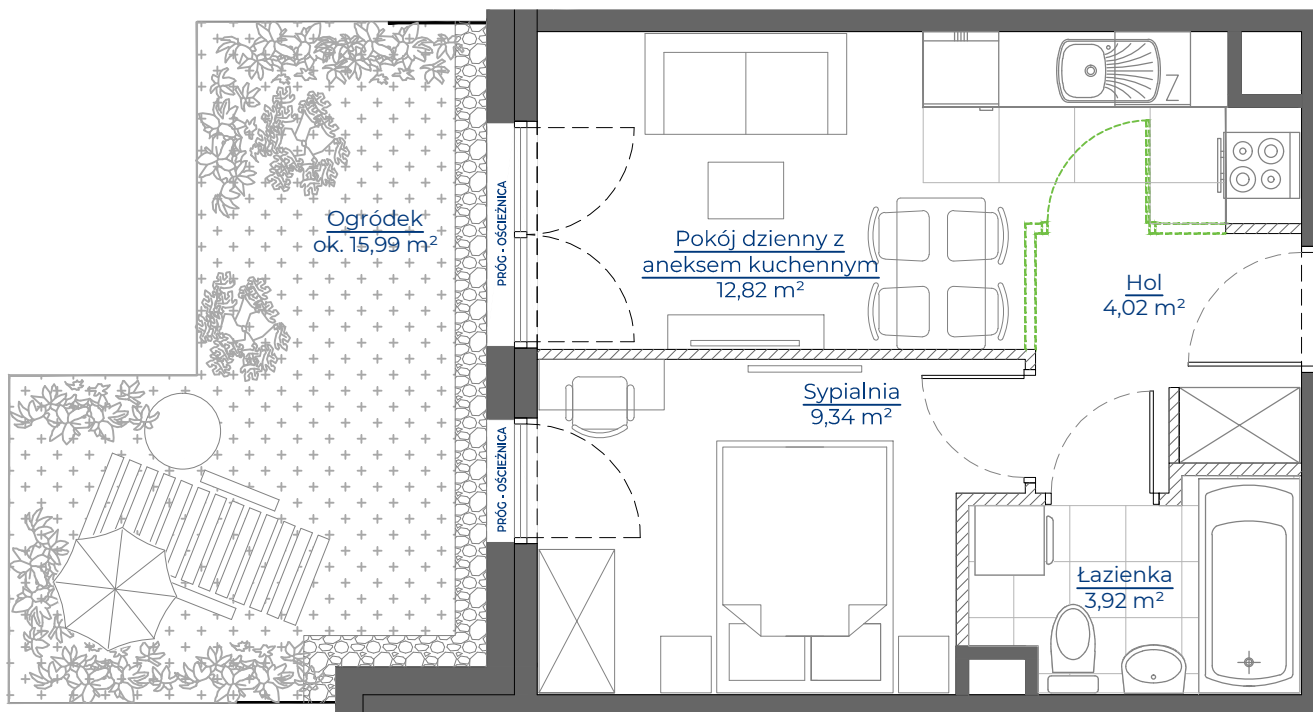 Ogródek
ok. 15,99 m²
PRÓG - OŚCIEŻNICA
Pokój dzienny z
aneksem kuchennym
12,82 m²
Z
Hol
4,02 m²
Sypialnia
9,34 m²
PRÓG - OŚCIEŻNICA
Łazienka
3,92 m²